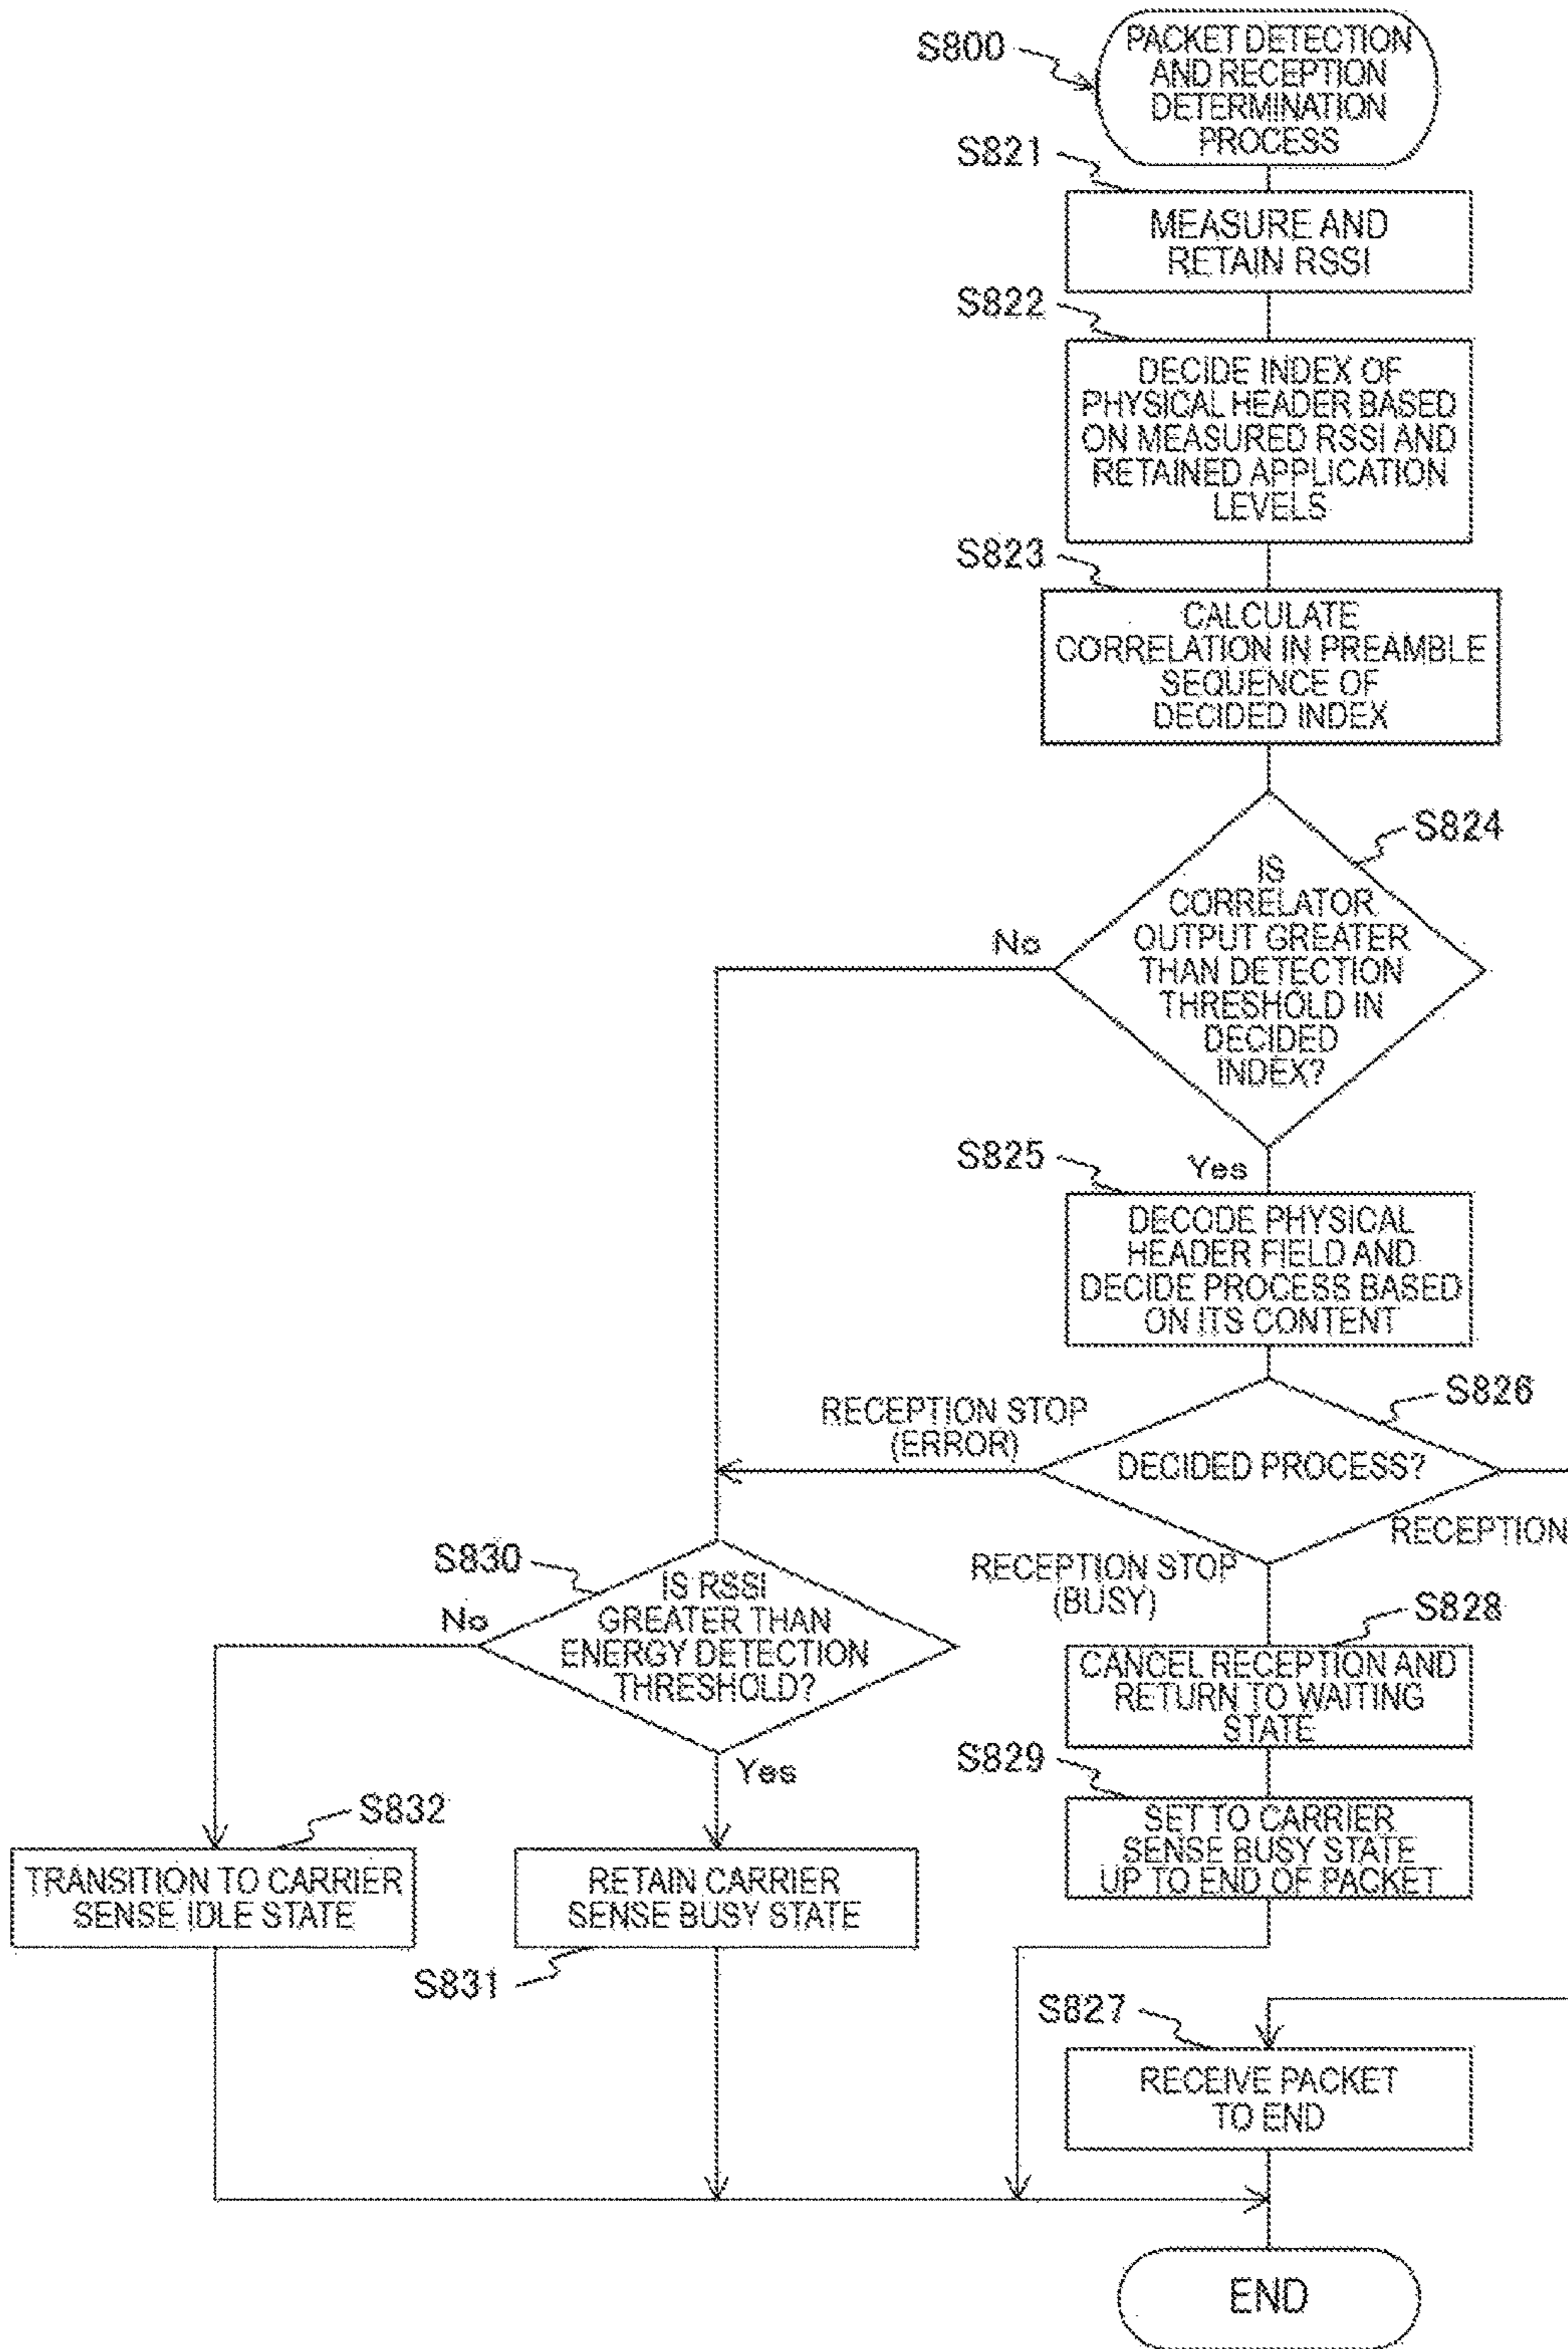 S800
PACKET DETECTION
AND RECEPTION
DETERMINATION
PROCESS
S821
MEASURE AND
RETAIN RSSI
S822
DECIDE INDEX OF
PHYSICAL HEADER BASED
ON MEASURED RSSI AND
RETAINED APPLICATION
LEVELS
S823
CALCULATE
CORRELATION IN PREAMBLE
SEQUENCE OF
DECIDED INDEX
S824
IS
CORRELATOR
OUTPUT GREATER
THAN DETECTION
THRESHOLD IN
DECIDED
INDEX?
No
Yes
S825
DECODE PHYSICAL
HEADER FIELD AND
DECIDE PROCESS BASED
ON ITS CONTENT
S826
DECIDED PROCESS?
RECEPTION STOP
(ERROR)
RECEPTION
RECEPTION STOP
(BUSY)
S830
IS RSSI
GREATER THAN
ENERGY DETECTION
THRESHOLD?
No
Yes
S828
CANCEL RECEPTION AND
RETURN TO WAITING
STATE
S829
SET TO CARRIER
SENSE BUSY STATE
UP TO END OF PACKET
S832
TRANSITION TO CARRIER
SENSE IDLE STATE
RETAIN CARRIER
SENSE BUSY STATE
S831
S827
RECEIVE PACKET
TO END
END